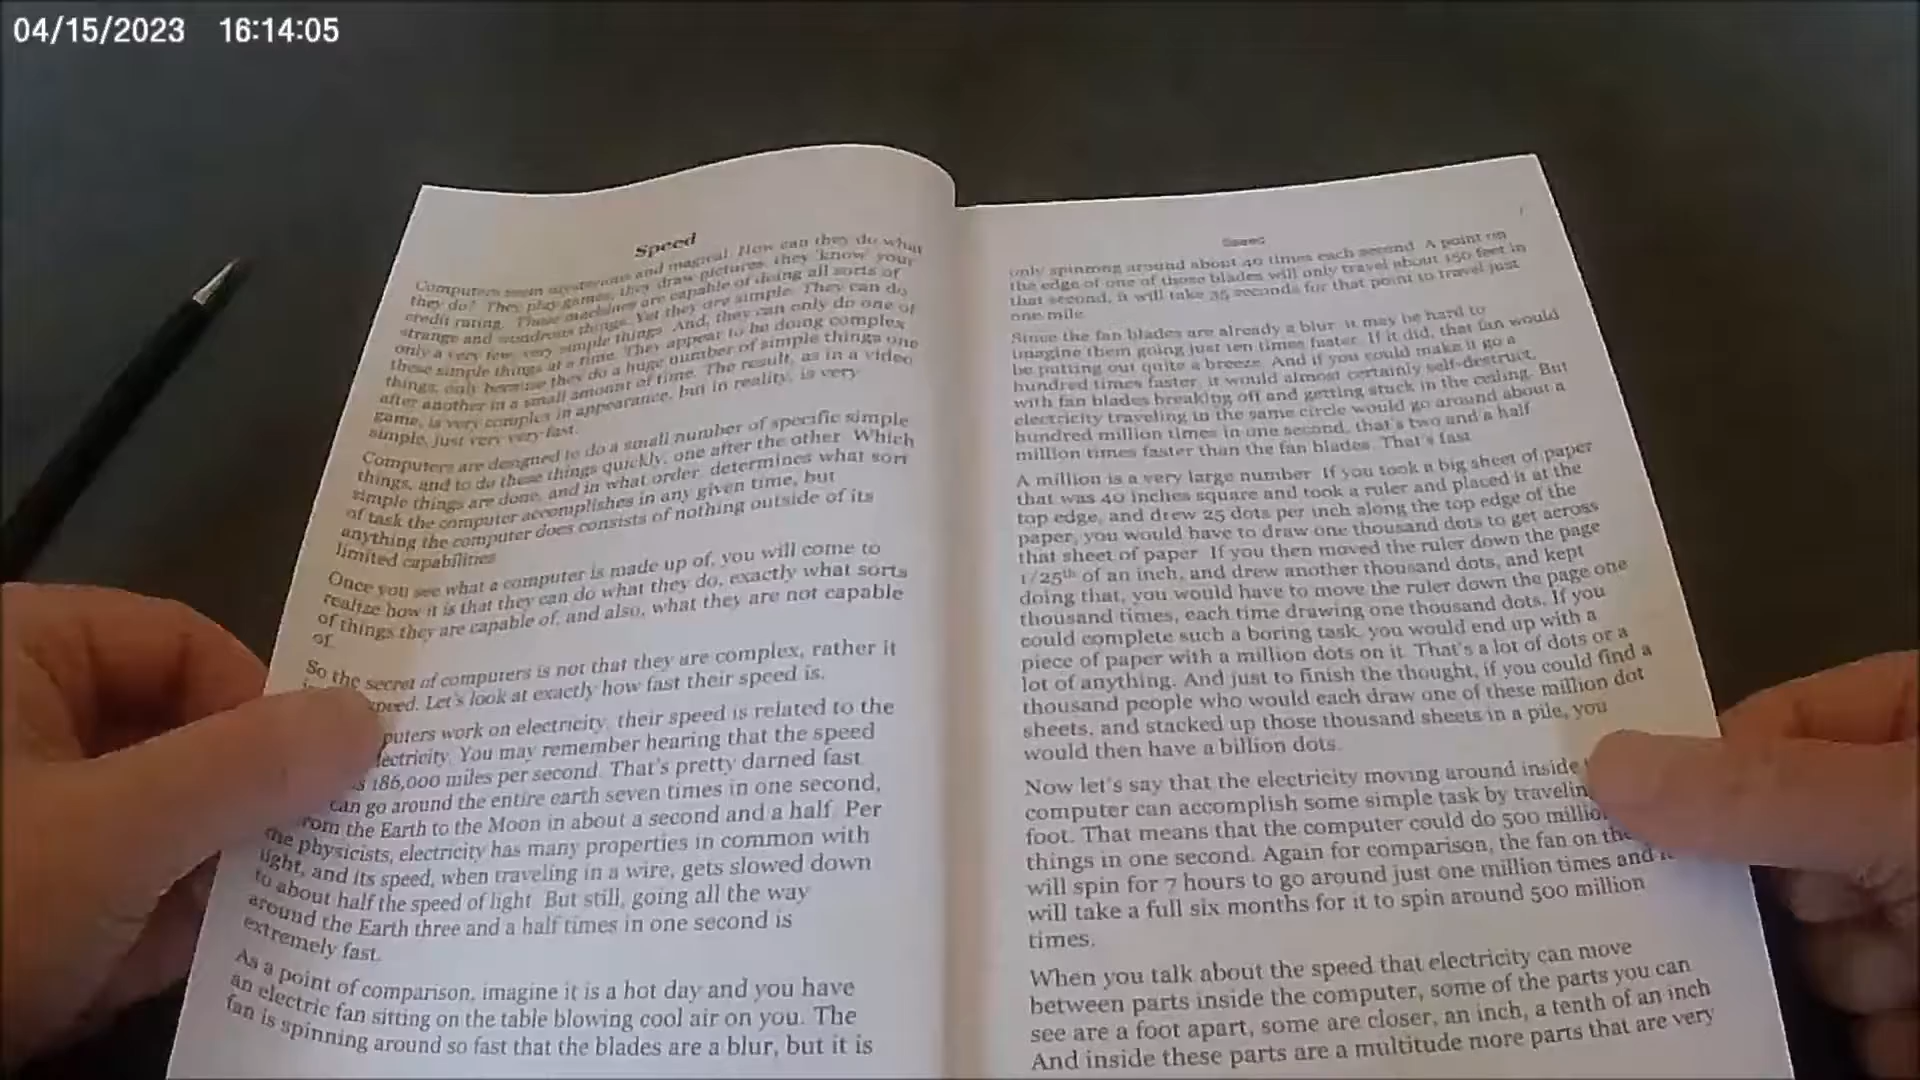 04/15/2023 16:14:05
Speed
Computers seem mysterious and magical. How can they do what
they do? They play games, they draw pictures, they 'know' your
credit rating. These machines are capable of doing all sorts of
strange and wondrous things. Yet they are simple. They can do
only a very few, very simple things. And, they can only do one of
these simple things at a time. They appear to be doing complex
things, only because they do a huge number of simple things one
after another in a small amount of time. The result, as in a video
game, is very complex in appearance, but in reality, is very
simple, just very very fast.
Computers are designed to do a small number of specific simple
things, and to do these things quickly, one after the other. Which
simple things are done, and in what order, determines what sort
of task the computer accomplishes in any given time, but
anything the computer does consists of nothing outside of its
limited capabilities.
Once you see what a computer is made up of, you will come to
realize how it is that they can do what they do, exactly what sorts
of things they are capable of, and also, what they are not capable
of.
So the secret of computers is not that they are complex, rather it
speed. Let's look at exactly how fast their speed is.
puters work on electricity, their speed is related to the
lectricity. You may remember hearing that the speed
is 186,000 miles per second. That's pretty darned fast.
can go around the entire earth seven times in one second,
rom the Earth to the Moon in about a second and a half. Per
the physicists, electricity has many properties in common with
light, and its speed, when traveling in a wire, gets slowed down
to about half the speed of light. But still, going all the way
around the Earth three and a half times in one second is
extremely fast.
As a point of comparison, imagine it is a hot day and you have
an electric fan sitting on the table blowing cool air on you. The
fan is spinning around so fast that the blades are a blur, but it is
Speed
only spinning around about 40 times each second. A point on
the edge of one of those blades will only travel about 150 feet in
that second, it will take 35 seconds for that point to travel just
one mile.
Since the fan blades are already a blur, it may be hard to
imagine them going just ten times faster. If it did, that fan would
be putting out quite a breeze. And if you could make it go a
hundred times faster, it would almost certainly self-destruct,
with fan blades breaking off and getting stuck in the ceiling. But
electricity traveling in the same circle would go around about a
hundred million times in one second, that's two and a half
million times faster than the fan blades. That's fast.
A million is a very large number. If you took a big sheet of paper
that was 40 inches square and took a ruler and placed it at the
top edge, and drew 25 dots per inch along the top edge of the
paper, you would have to draw one thousand dots to get across
that sheet of paper. If you then moved the ruler down the page
1/25th of an inch, and drew another thousand dots, and kept
doing that, you would have to move the ruler down the page one
thousand times, each time drawing one thousand dots. If you
could complete such a boring task, you would end up with a
piece of paper with a million dots on it. That's a lot of dots or a
lot of anything. And just to finish the thought, if you could find a
thousand people who would each draw one of these million dot
sheets, and stacked up those thousand sheets in a pile, you
would then have a billion dots.
Now let's say that the electricity moving around inside
computer can accomplish some simple task by travelin
foot. That means that the computer could do 500 millio
things in one second. Again for comparison, the fan on the
will spin for 7 hours to go around just one million times and it
will take a full six months for it to spin around 500 million
times.
When you talk about the speed that electricity can move
between parts inside the computer, some of the parts you can
see are a foot apart, some are closer, an inch, a tenth of an inch.
And inside these parts are a multitude more parts that are very